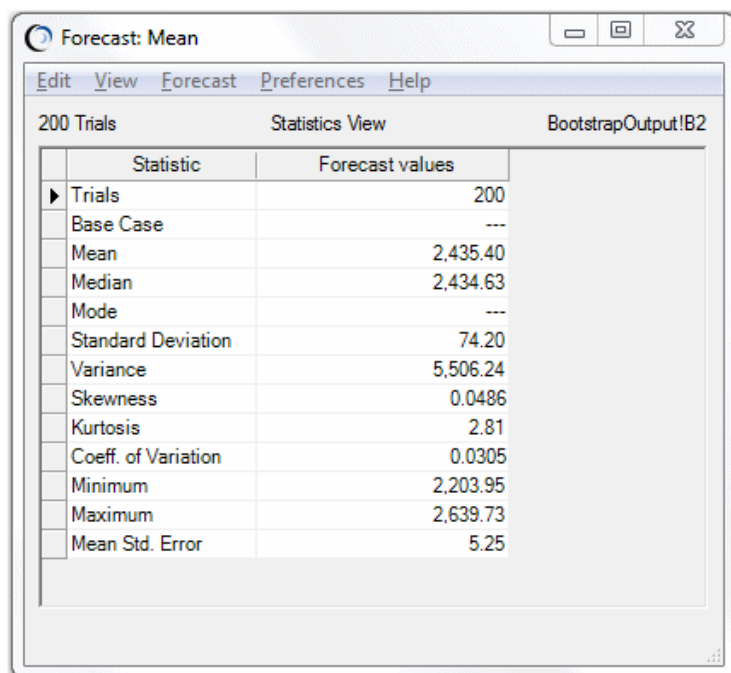 Forecast: Mean
Edit View Forecast Preferences Help
200 Trials Statistics View BootstrapOutput!B2
Statistic Forecast values
Trials 200
Base Case ---
Mean 2,435.40
Median 2,434.63
Mode ---
Standard Deviation 74.20
Variance 5,506.24
Skewness 0.0486
Kurtosis 2.81
Coeff. of Variation 0.0305
Minimum 2,203.95
Maximum 2,639.73
Mean Std. Error 5.25